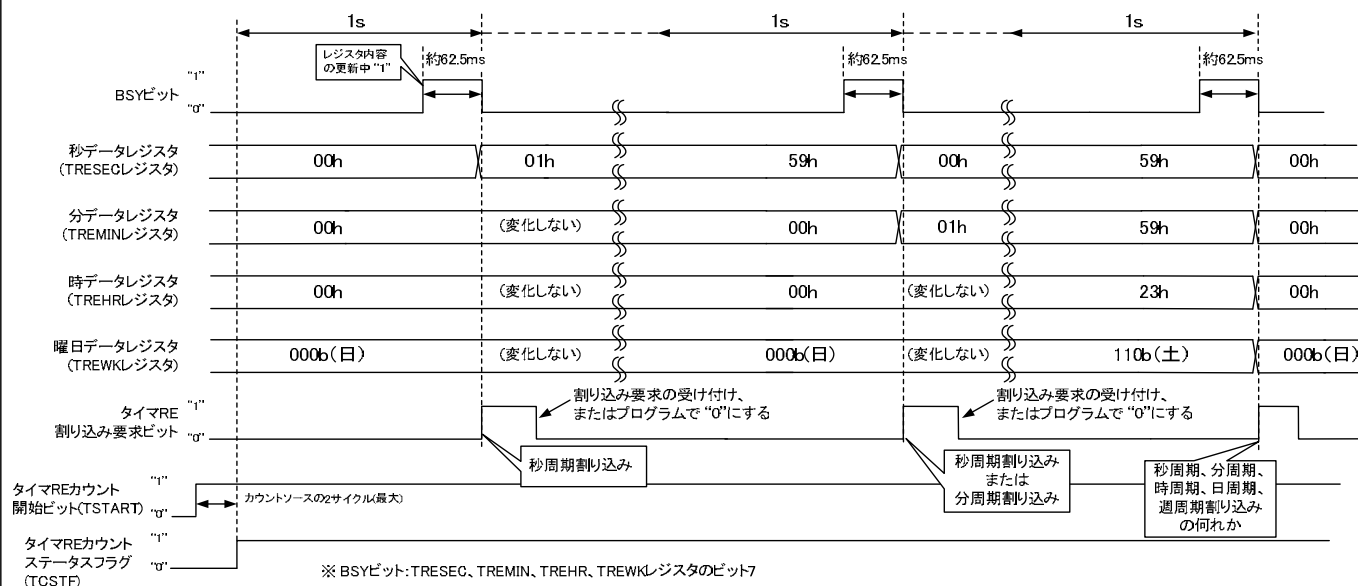 1s
1s
1s
レジスタ内容
の更新中 "1"
約62.5ms
約62.5ms
約62.5ms
BSYビット
"1"
"0"
秒データレジスタ
(TRESECレジスタ)
00h
01h
59h
00h
59h
00h
分データレジスタ
(TREMINレジスタ)
00h
(変化しない)
00h
01h
59h
00h
時データレジスタ
(TREHRレジスタ)
00h
(変化しない)
00h
(変化しない)
23h
00h
曜日データレジスタ
(TREWKレジスタ)
000b(日)
(変化しない)
000b(日)
(変化しない)
110b(土)
000b(日)
タイマRE
割り込み要求ビット
"1"
"0"
割り込み要求の受け付け、
またはプログラムで "0"にする
割り込み要求の受け付け、
またはプログラムで "0"にする
秒周期割り込み
秒周期割り込み
または
分周期割り込み
秒周期、分周期、
時周期、日周期、
週周期割り込み
の何れか
タイマREカウント
開始ビット(TSTART)
"1"
"0"
カウントソースの2サイクル(最大)
タイマREカウント
ステータスフラグ
(TCSTF)
"1"
"0"
※ BSYビット:TRESEC、TREMIN、TREHR、TREWKレジスタのビット7